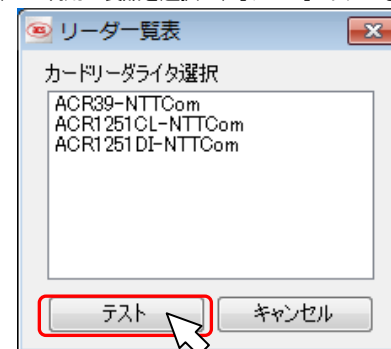 リーダー一覧表
カードリーダライタ選択
ACR39-NTTCom
ACR1251CL-NTTCom
ACR1251DI-NTTCom
テスト
キャンセル